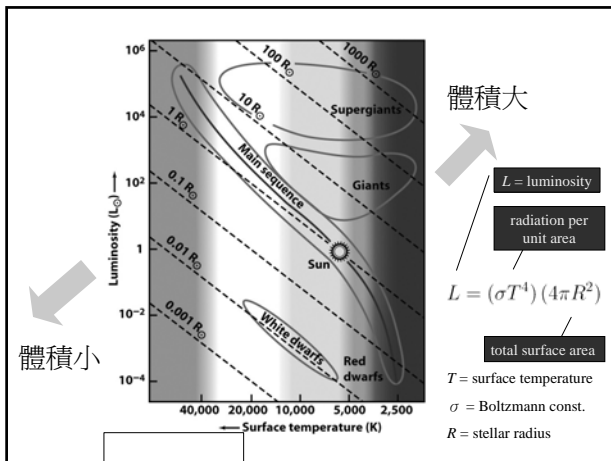 10⁶
10⁴
10²
1
10⁻²
10⁻⁴
Luminosity (L⊙) →
100 R⊙
1000 R⊙
10 R⊙
1 R⊙
0.1 R⊙
0.01 R⊙
0.001 R⊙
Supergiants
Giants
Main sequence
Sun
White dwarfs
Red
dwarfs
40,000 20,000 10,000 5,000 2,500
← Surface temperature (K)
體積大
體積小
L = luminosity
radiation per
unit area
L = (σT⁴) (4πR²)
total surface area
T = surface temperature
σ = Boltzmann const.
R = stellar radius